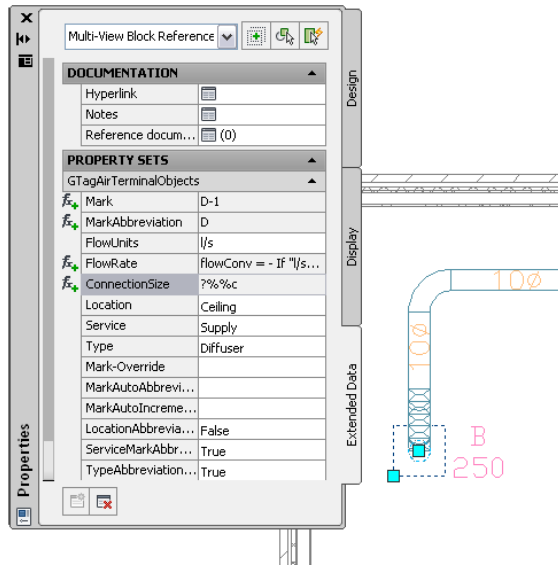 Multi-View Block Reference
DOCUMENTATION
Hyperlink
Notes
Reference docum... (0)
PROPERTY SETS
GTagAirTerminalObjects
Mark D-1
MarkAbbreviation D
FlowUnits l/s
FlowRate flowConv = - If "l/s...
ConnectionSize ?%%c
Location Ceiling
Service Supply
Type Diffuser
Mark-Override
MarkAutoAbbrevi...
MarkAutoIncreme...
LocationAbbrevia... False
ServiceMarkAbbr... True
TypeAbbreviation... True
Properties
Design
Display
Extended Data
10ø
10ø
B
250